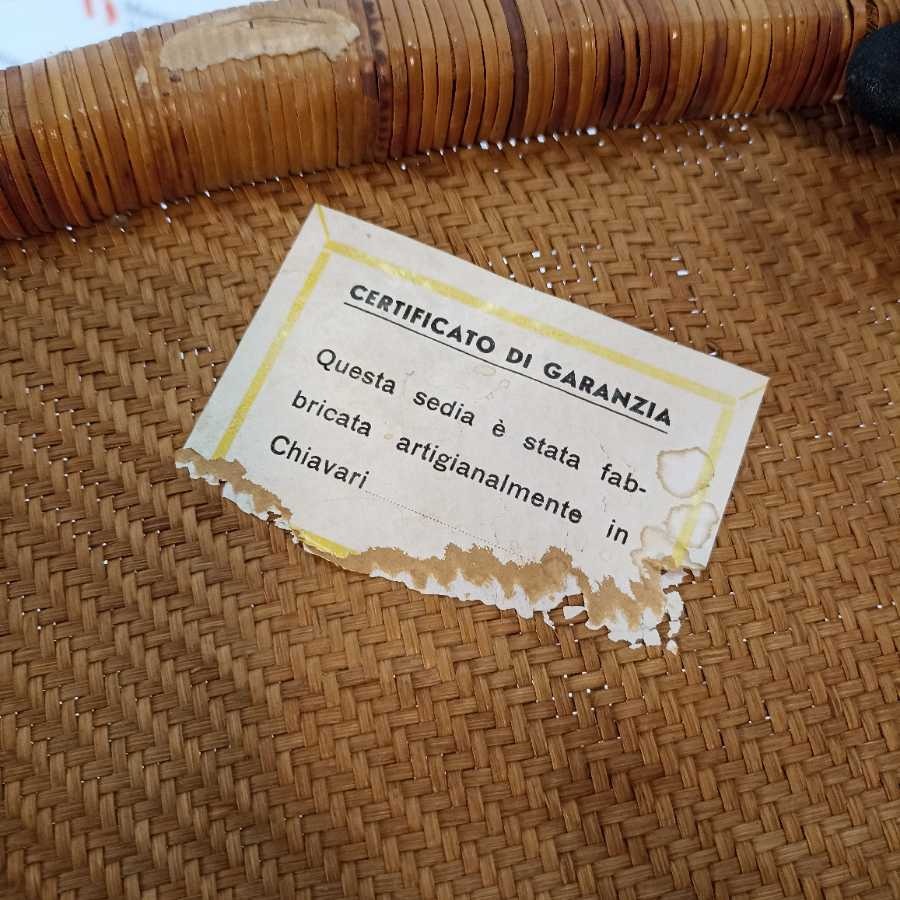 CERTIFICATO DI GARANZIA
Questa sedia è stata fab-
bricata artigianalmente in
Chiavari